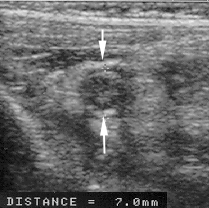 DISTANCE = 7.0mm